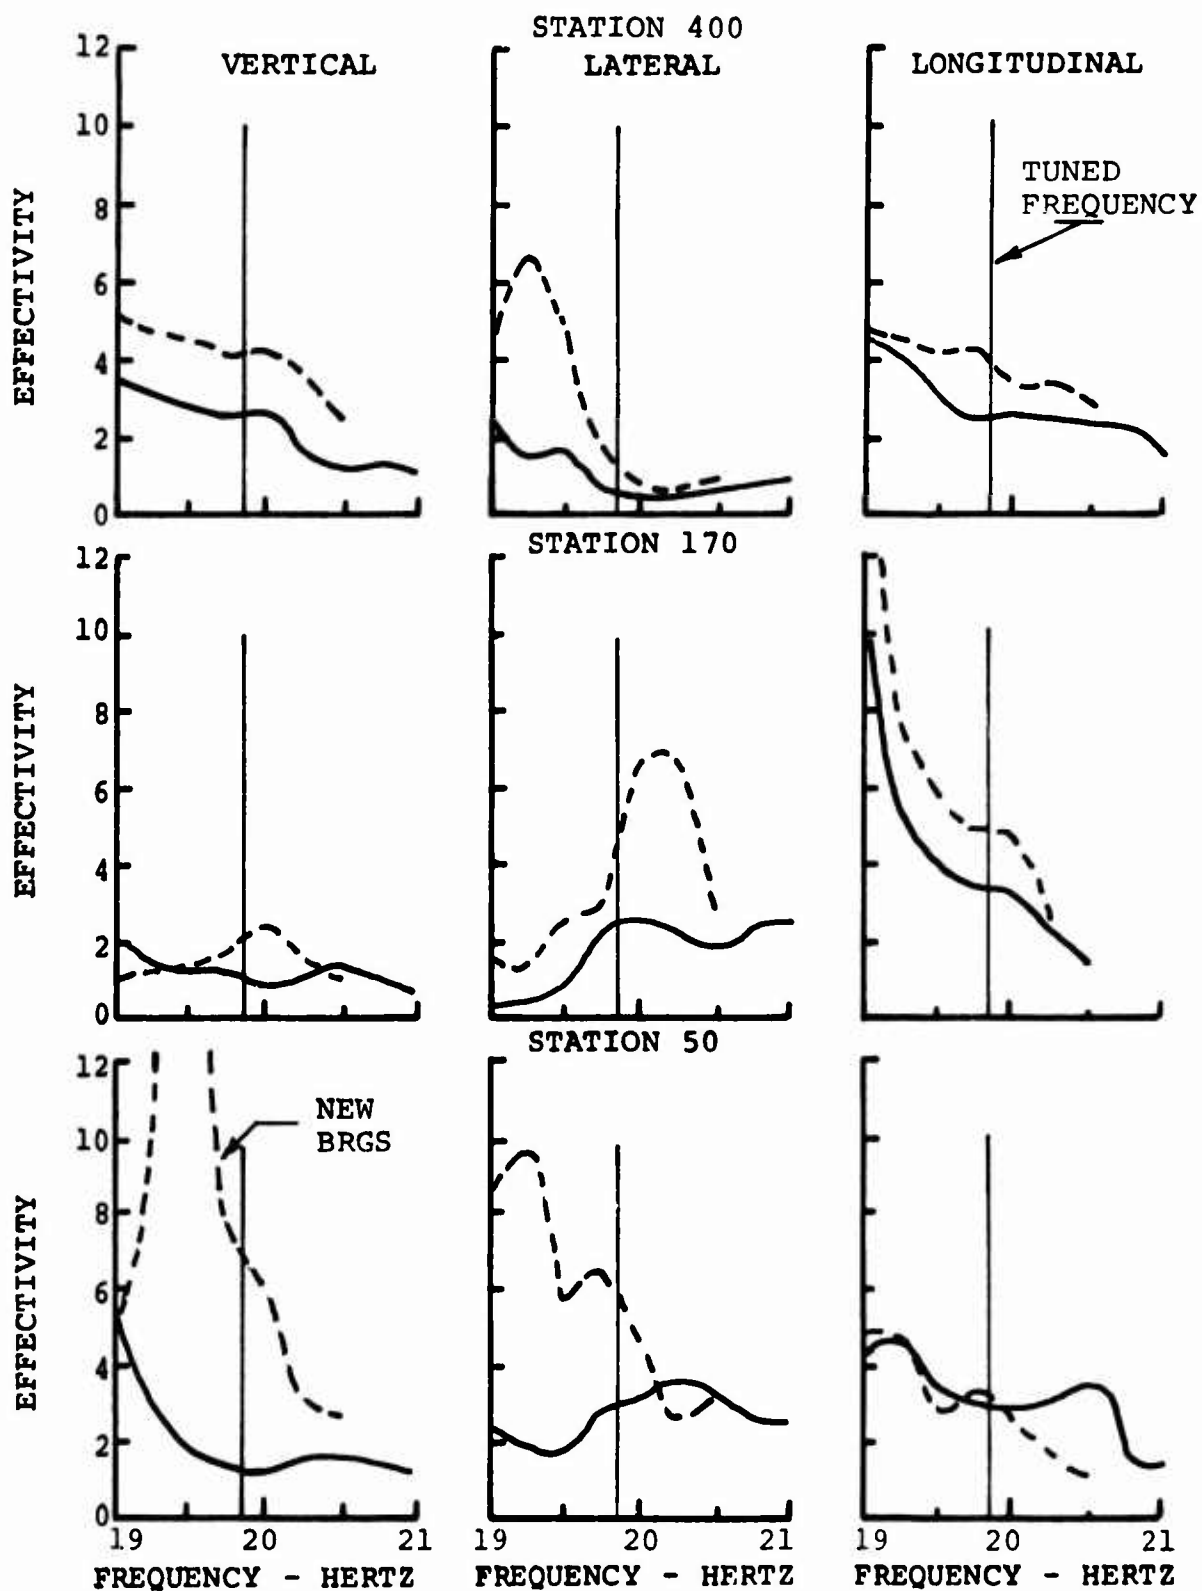 STATION 400
VERTICAL LATERAL LONGITUDINAL
12
10
8
6
4
2
0
EFFECTIVITY
TUNED
FREQUENCY
STATION 170
12
10
8
6
4
2
0
EFFECTIVITY
STATION 50
12
10
8
6
4
2
0
EFFECTIVITY
NEW
BRGS
19 20 21 19 20 21 19 20 21
FREQUENCY - HERTZ FREQUENCY - HERTZ FREQUENCY - HERTZ